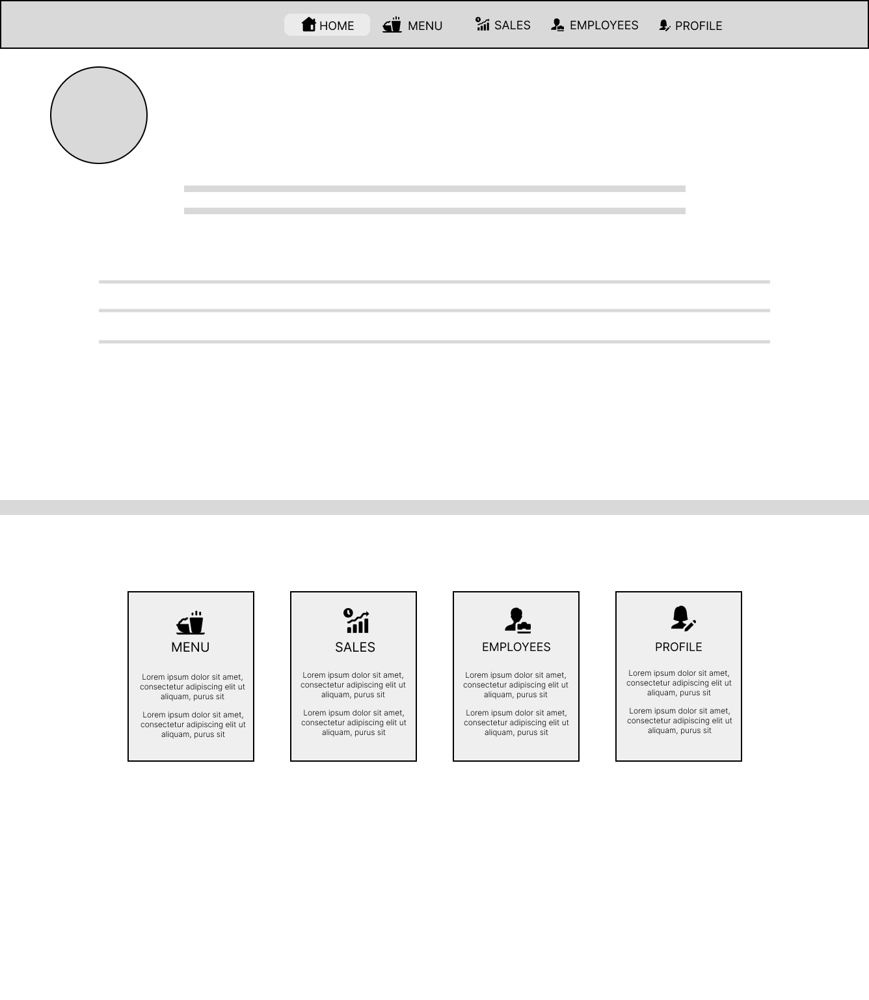 HOME MENU SALES EMPLOYEES PROFILE
MENU
Lorem ipsum dolor sit amet,
consectetur adipiscing elit ut
aliquam, purus sit
Lorem ipsum dolor sit amet,
consectetur adipiscing elit ut
aliquam, purus sit
SALES
Lorem ipsum dolor sit amet,
consectetur adipiscing elit ut
aliquam, purus sit
Lorem ipsum dolor sit amet,
consectetur adipiscing elit ut
aliquam, purus sit
EMPLOYEES
Lorem ipsum dolor sit amet,
consectetur adipiscing elit ut
aliquam, purus sit
Lorem ipsum dolor sit amet,
consectetur adipiscing elit ut
aliquam, purus sit
PROFILE
Lorem ipsum dolor sit amet,
consectetur adipiscing elit ut
aliquam, purus sit
Lorem ipsum dolor sit amet,
consectetur adipiscing elit ut
aliquam, purus sit